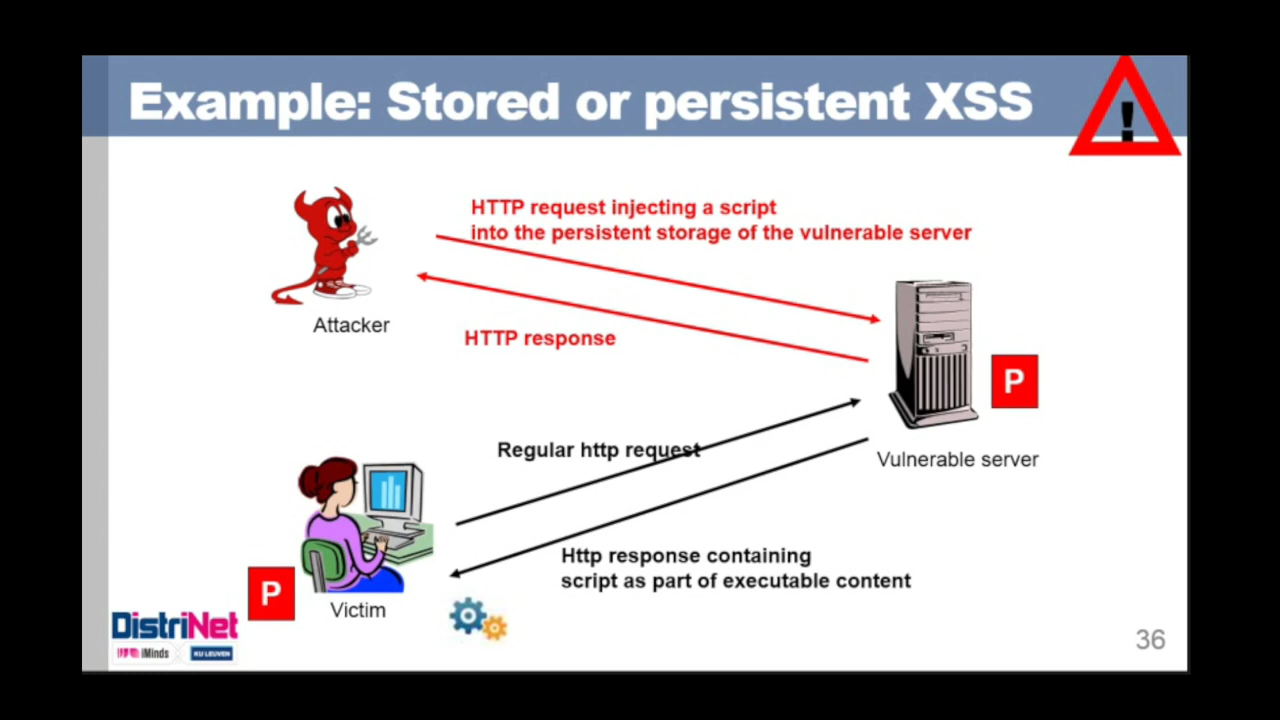 Example: Stored or persistent XSS
HTTP request injecting a script
into the persistent storage of the vulnerable server
Attacker
HTTP response
P
Regular http request
Vulnerable server
Http response containing
script as part of executable content
P
Victim
DistriNet
iMinds
KU LEUVEN
36